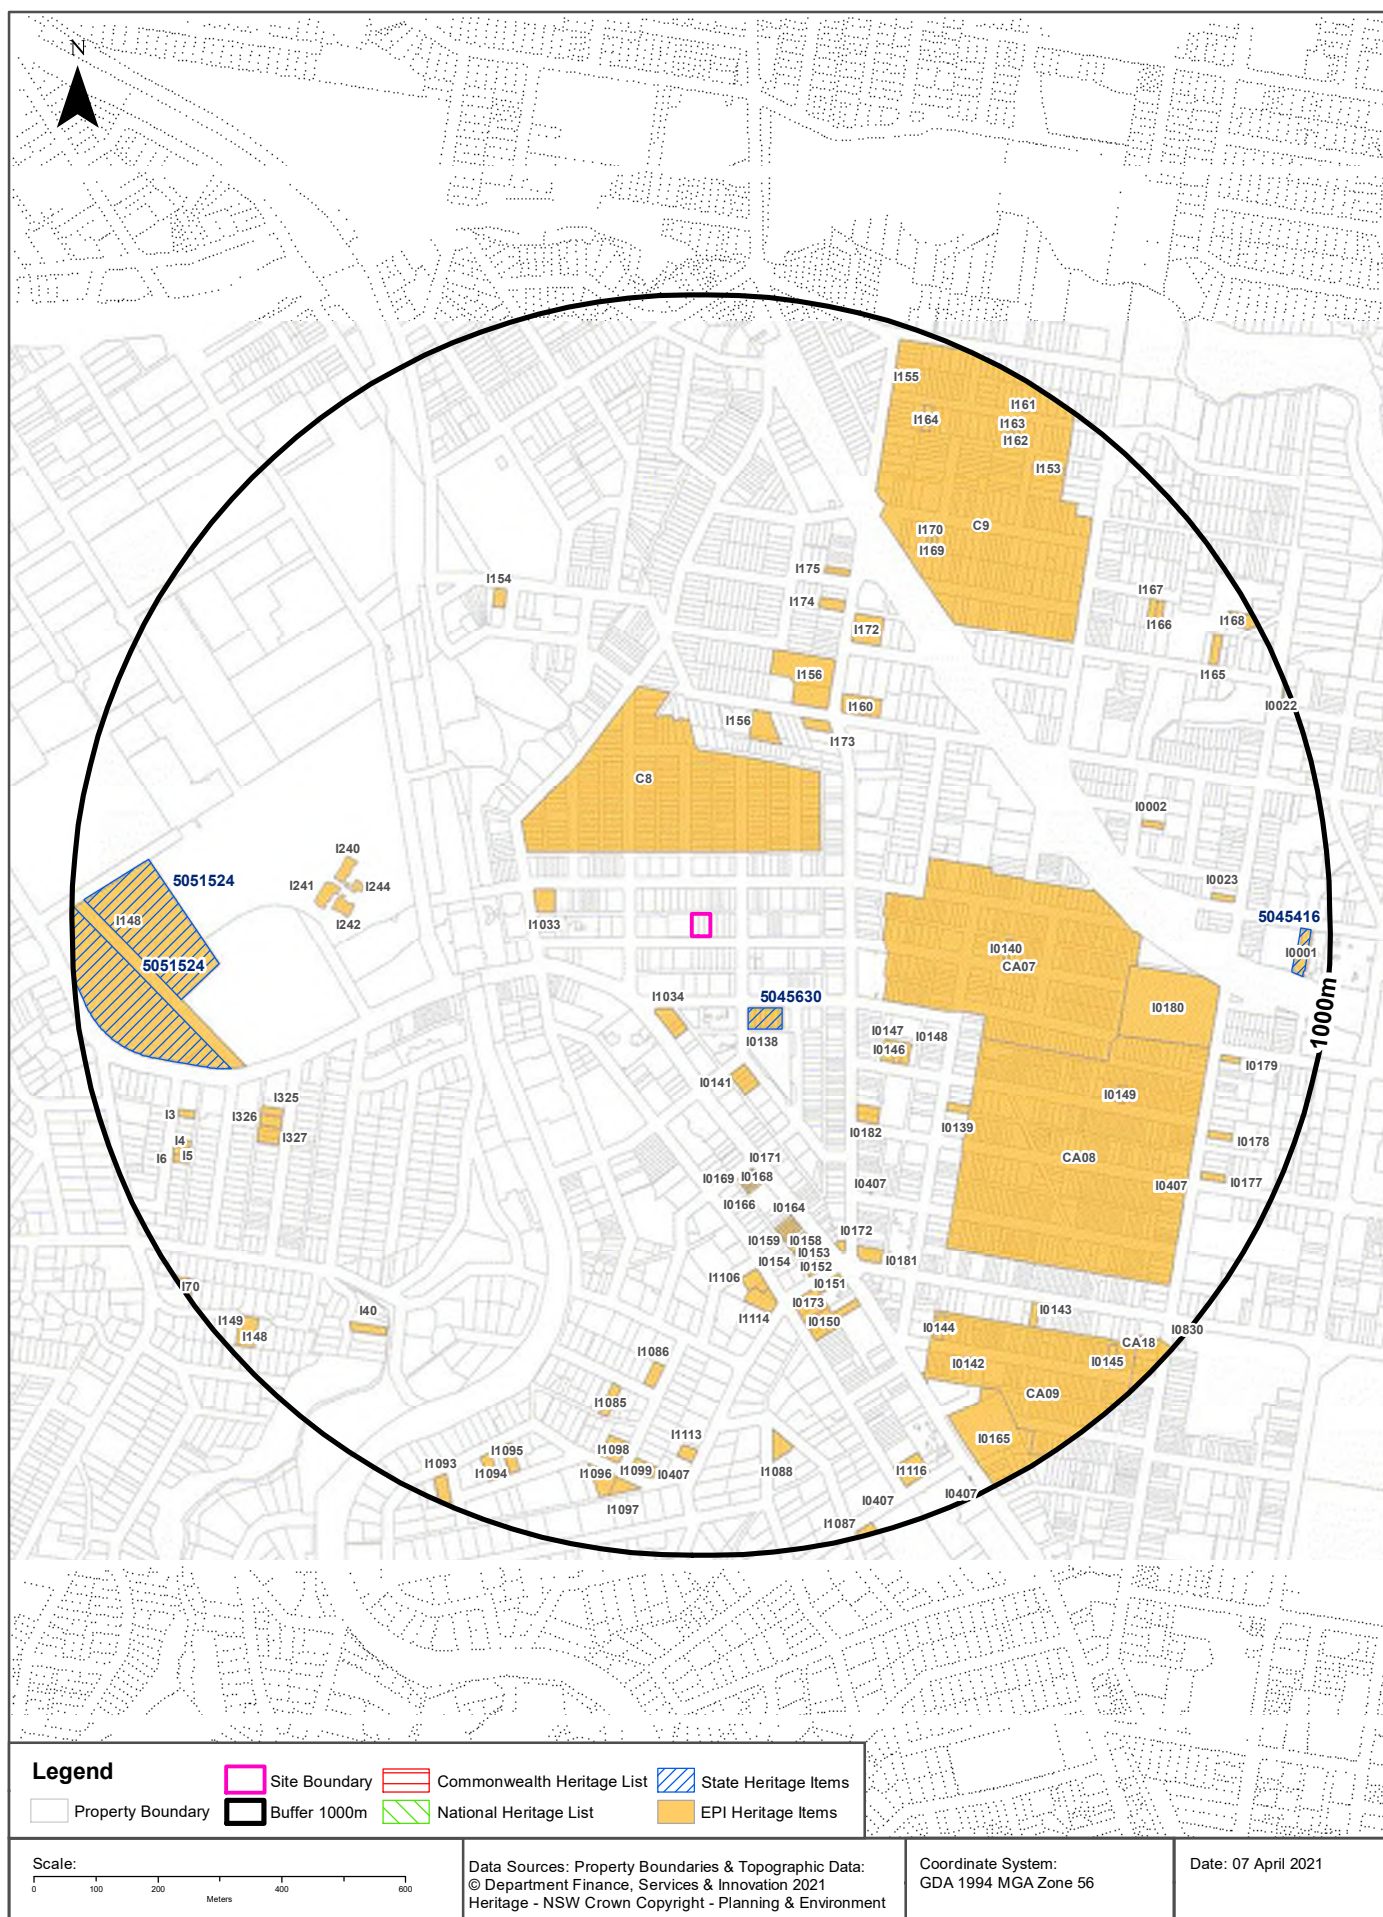 N
I155
I161
I164
I163
I162
I153
I170
C9
I169
I175
I154
I167
I174
I166
I168
I172
I156
I165
I160
I0022
I156
I173
C8
I0002
I240
5051524
I241
I244
I0023
I148
I242
I1033
5045416
I0140
I0001
5051524
CA07
I1034
5045630
I0180
1000m
I0147
I0148
I0138
I0146
I0179
I0141
I0149
I325
I3
I326
I0182
I0139
I327
I0178
I4
I6
I5
CA08
I0171
I0169
I0168
I0407
I0407
I0177
I0166
I0164
I0172
I0159
I0158
I0153
I0154
I0181
I0152
I1106
I70
I0151
I0173
I40
I0143
I149
I1114
I0150
I0144
I0830
I148
CA18
I0142
I0145
I1086
CA09
I1085
I1113
I0165
I1095
I1098
I1093
I1094
I1096
I1099
I0407
I1088
I1116
I0407
I0407
I1097
I1087
Legend
Site Boundary
Commonwealth Heritage List
State Heritage Items
Property Boundary
Buffer 1000m
National Heritage List
EPI Heritage Items
Scale:
0 100 200 400 600
Meters
Data Sources: Property Boundaries & Topographic Data:
© Department Finance, Services & Innovation 2021
Heritage - NSW Crown Copyright - Planning & Environment
Coordinate System:
GDA 1994 MGA Zone 56
Date: 07 April 2021